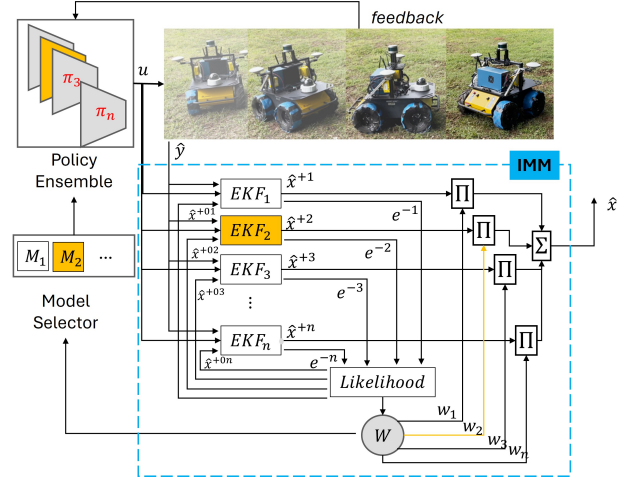 feedback
π₃
πₙ
u
Policy
Ensemble
ŷ
IMM
EKF₁
x̂⁺¹
x̂⁺⁰¹
e⁻¹
EKF₂
x̂⁺²
x̂⁺⁰²
e⁻²
EKF₃
x̂⁺³
x̂⁺⁰³
e⁻³
⋮
EKFₙ
x̂⁺ⁿ
x̂⁺⁰ⁿ
e⁻ⁿ
∏
∏
∏
∏
Σ
x̂
M₁ M₂ ...
Model
Selector
Likelihood
W
w₁
w₂
w₃
wₙ